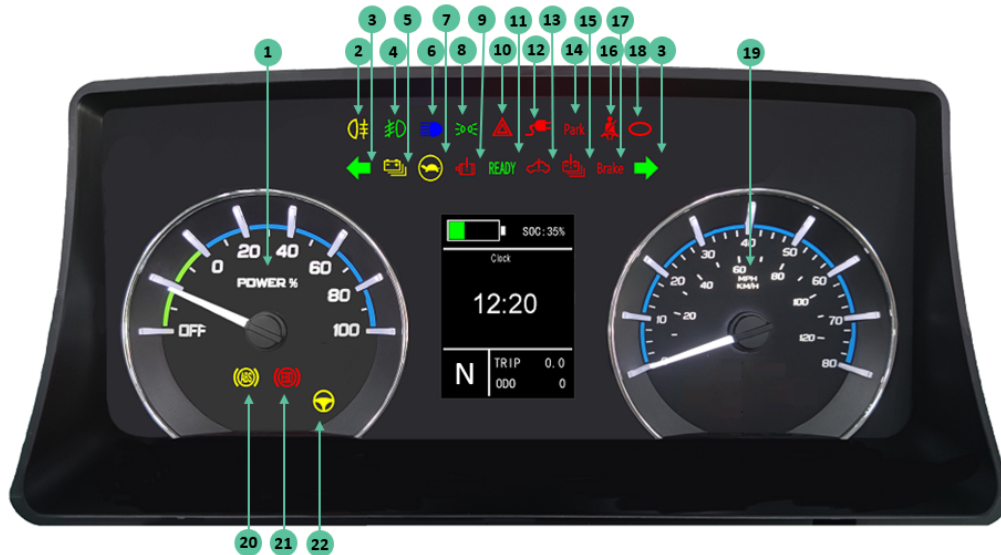 3 5 7 9 11 13 15 17
1 2 4 6 8 10 12 14 16 18 3 19
Park
READY Brake
0 20 40 60 80 100
POWER %
OFF
SOC:35%
Clock
12:20
N
TRIP 0.0
ODO 0
0 10 20 30 40 50 60 70 80
20 40 60 80 100 120
MPH
KM/H
ABS
20 21 22